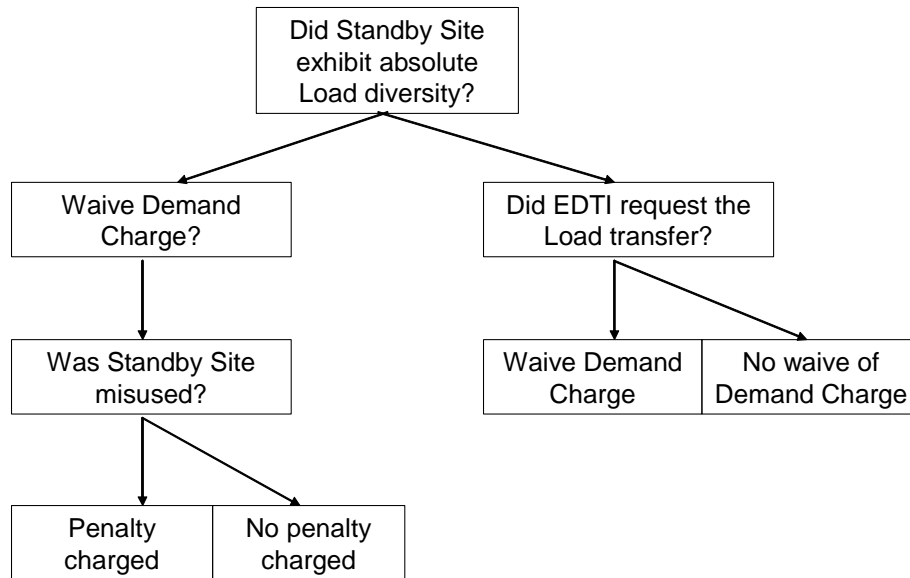 Did Standby Site
exhibit absolute
Load diversity?
Waive Demand
Charge?
Did EDTI request the
Load transfer?
Was Standby Site
misused?
Waive Demand
Charge
No waive of
Demand Charge
Penalty
charged
No penalty
charged